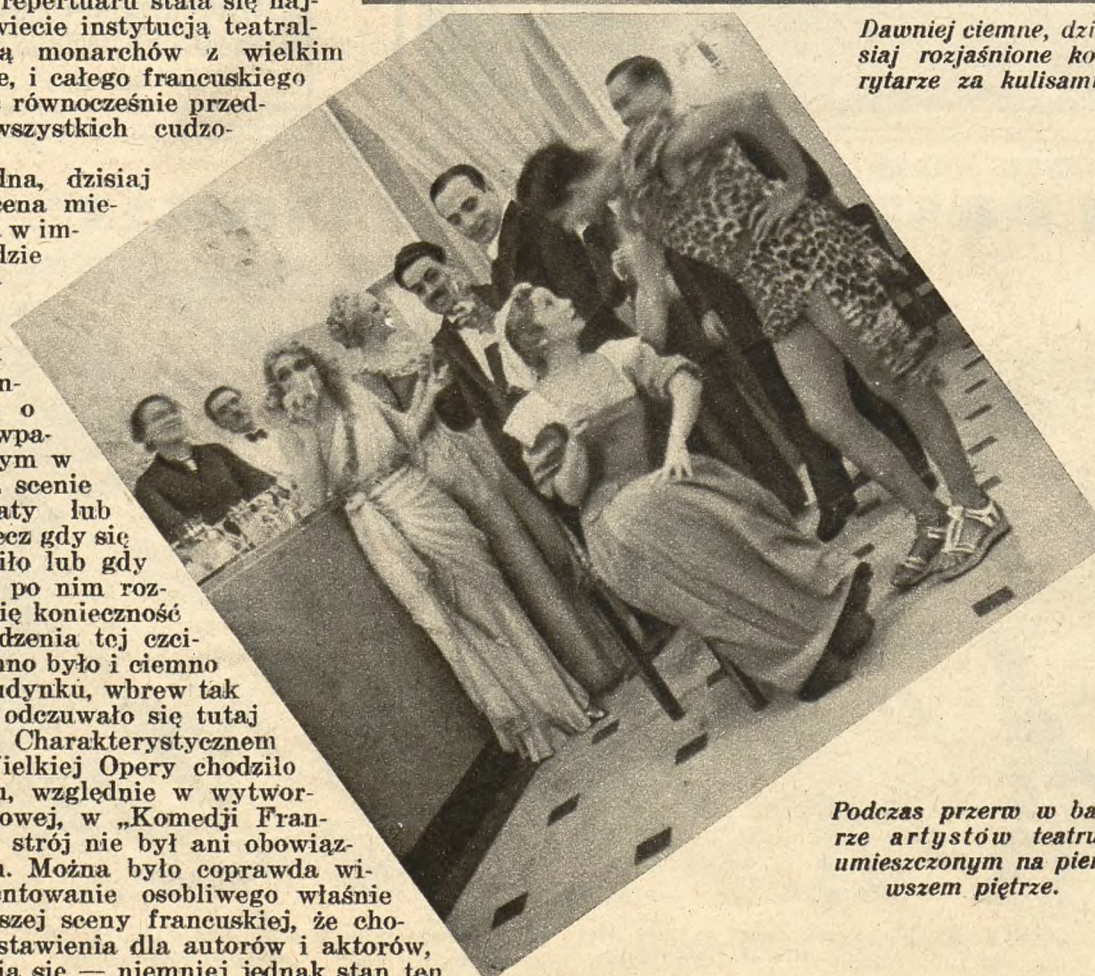 repertuaru stała się naj-
wiecie instytucją teatral-
ą monarchów z wielkim
e, i całego francuskiego
równocześnie przed-
wszystkich cudzo-
dna, dzisiaj
cena mie-
w im-
dzie
n-
o
wpa-
ym w
scenie
aty lub
ecz gdy się
iło lub gdy
po nim roz-
ię konieczność
dzenia tej czci-
nno było i ciemno
udynku, wbrew tak
odczuwało się tutaj
Charakterystycznem
Wielkiej Opery chodziło
u, względnie w wytwor-
owej, w „Komedji Fran-
strój nie był ani obowiąz-
Można było coprawda wi-
entowanie osobliwego właśnie
szej sceny francuskiej, że cho-
stawienia dla autorów i aktorów,
się — niemniej jednak stan ten
Dawniej ciemne, dzi
siaj rozjaśnione ko
rytarze za kulisami
Podczas przerw w ba
rze artystów teatru
umieszczonym na pier
wszem piętrze.